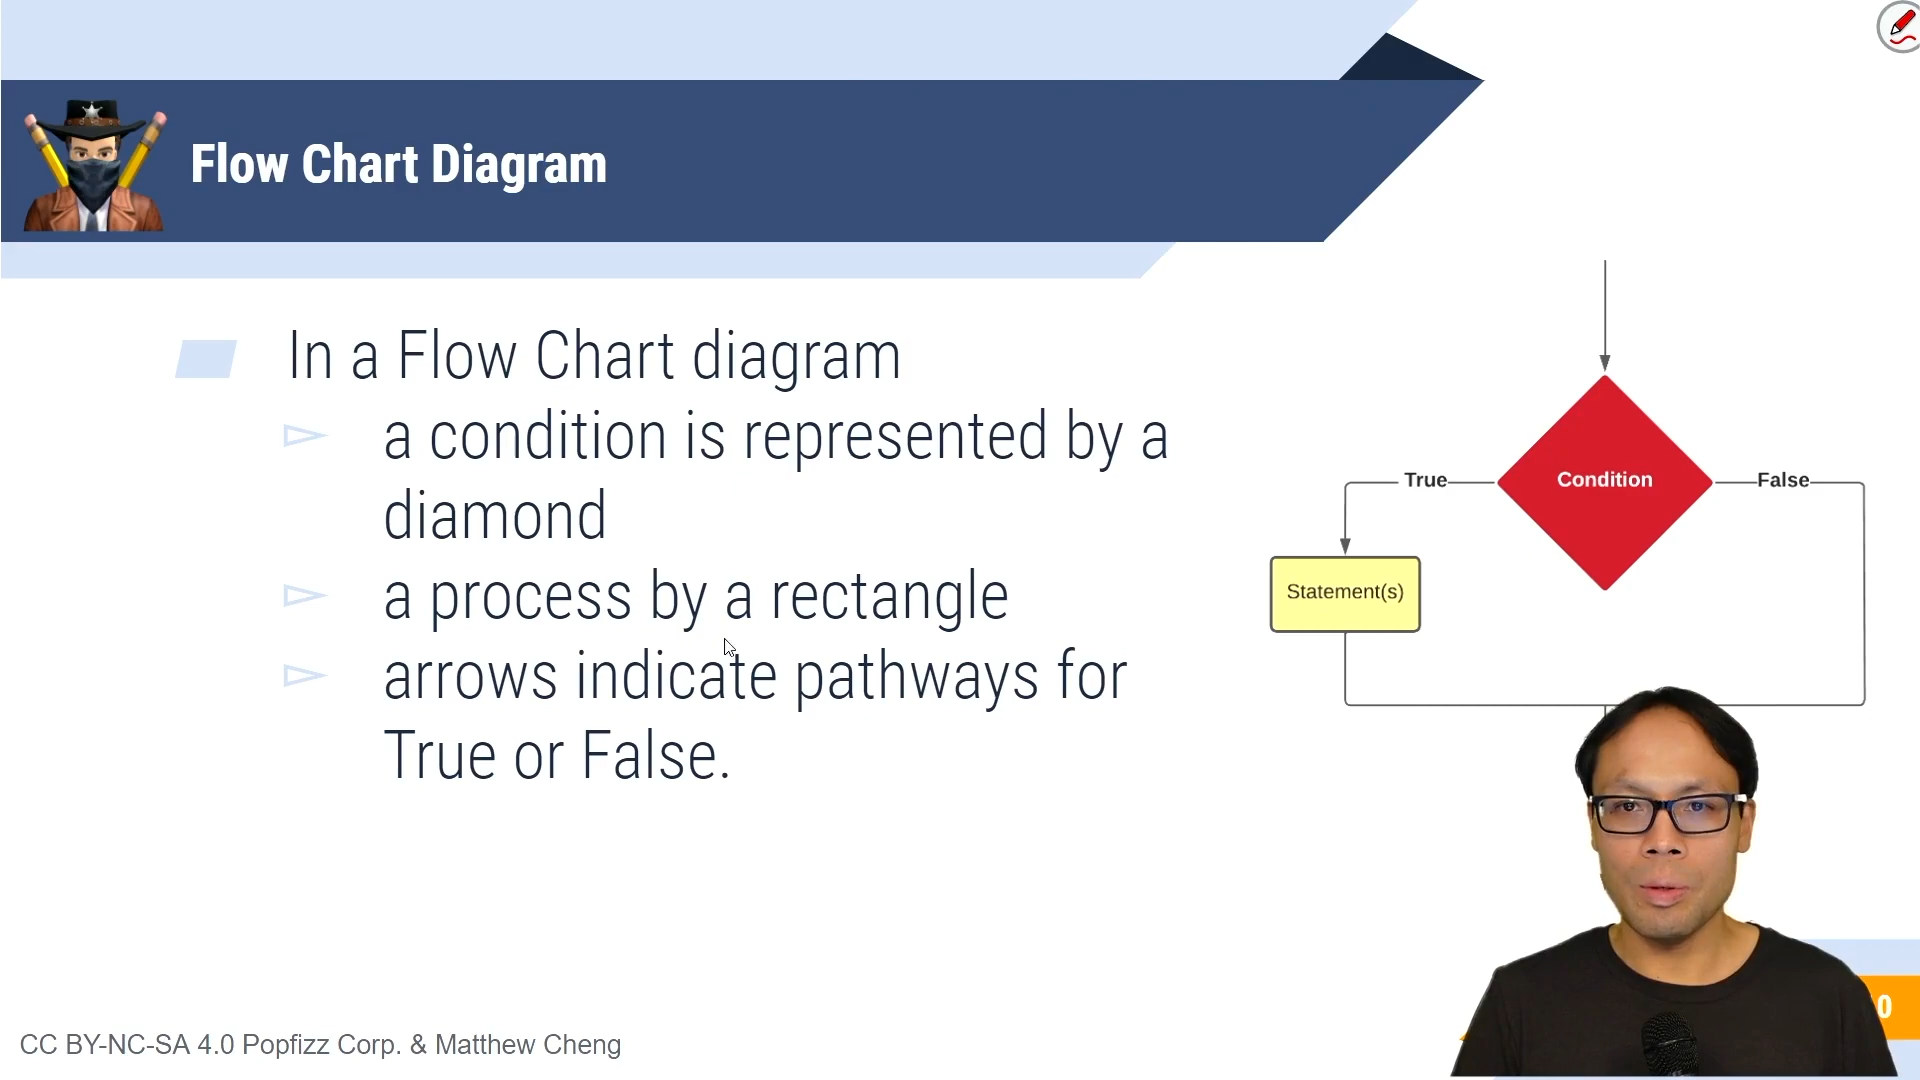 Flow Chart Diagram
In a Flow Chart diagram
a condition is represented by a
diamond
a process by a rectangle
arrows indicate pathways for
True or False.
True
Condition
False
Statement(s)
0
CC BY-NC-SA 4.0 Popfizz Corp. & Matthew Cheng